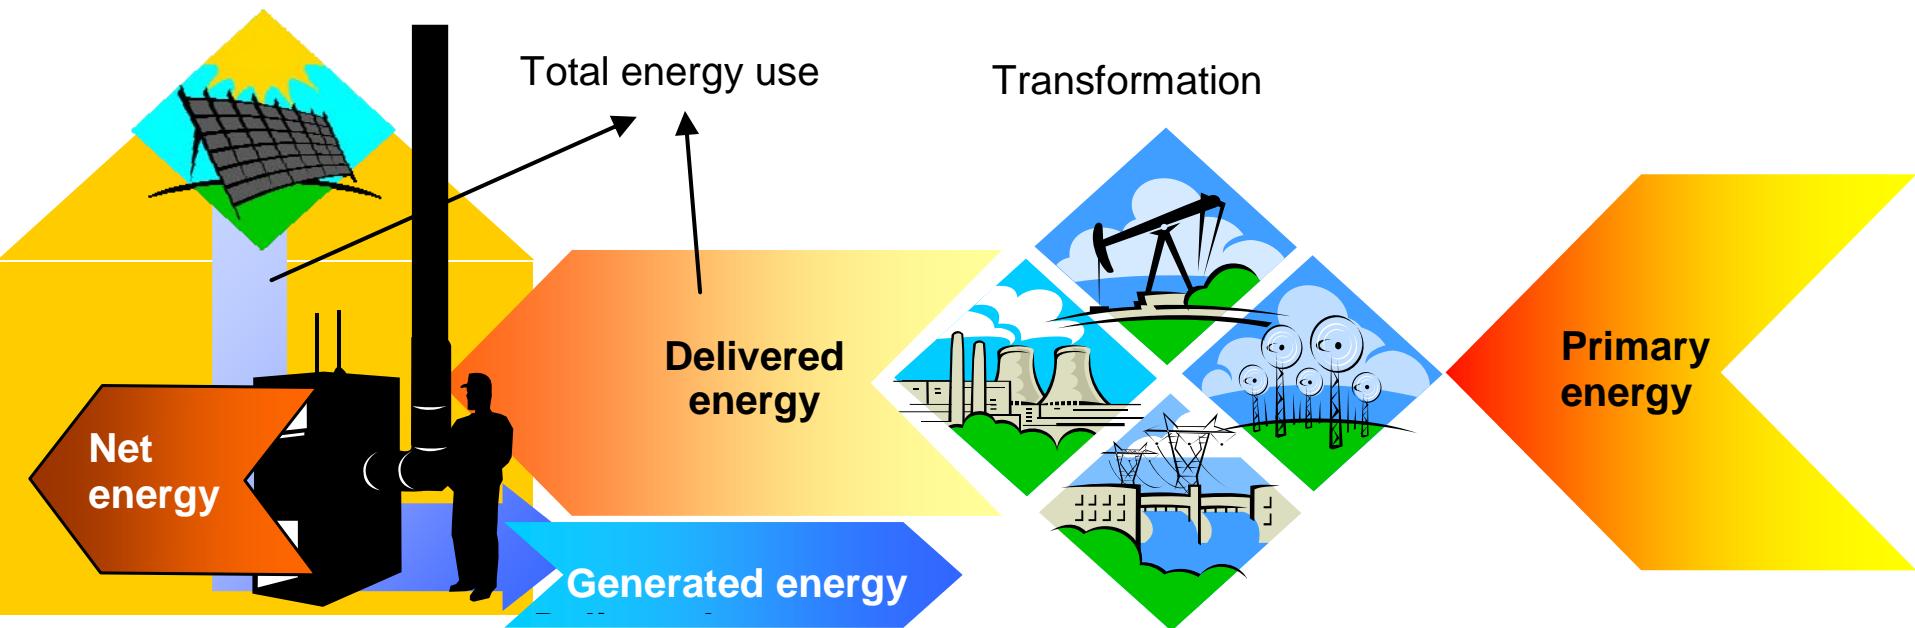 Total energy use
Transformation
Primary
energy
Delivered
energy
Net
energy
Generated energy